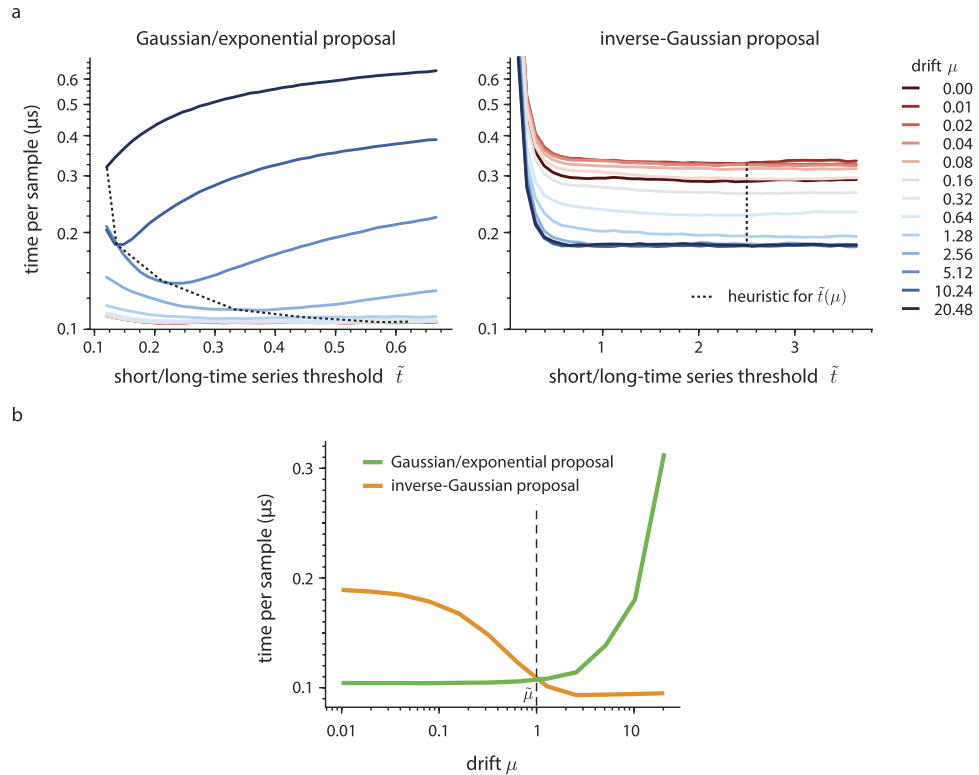 a
Gaussian/exponential proposal
inverse-Gaussian proposal
time per sample (μs)
0.6
0.5
0.4
0.3
0.2
0.1
0.1 0.2 0.3 0.4 0.5 0.6
short/long-time series threshold t̃
0.6
0.5
0.4
0.3
0.2
0.1
1 2 3
short/long-time series threshold t̃
heuristic for t̃(μ)
drift μ
0.00
0.01
0.02
0.04
0.08
0.16
0.32
0.64
1.28
2.56
5.12
10.24
20.48
b
Gaussian/exponential proposal
inverse-Gaussian proposal
time per sample (μs)
0.3
0.2
0.1
μ̃
0.01 0.1 1 10
drift μ